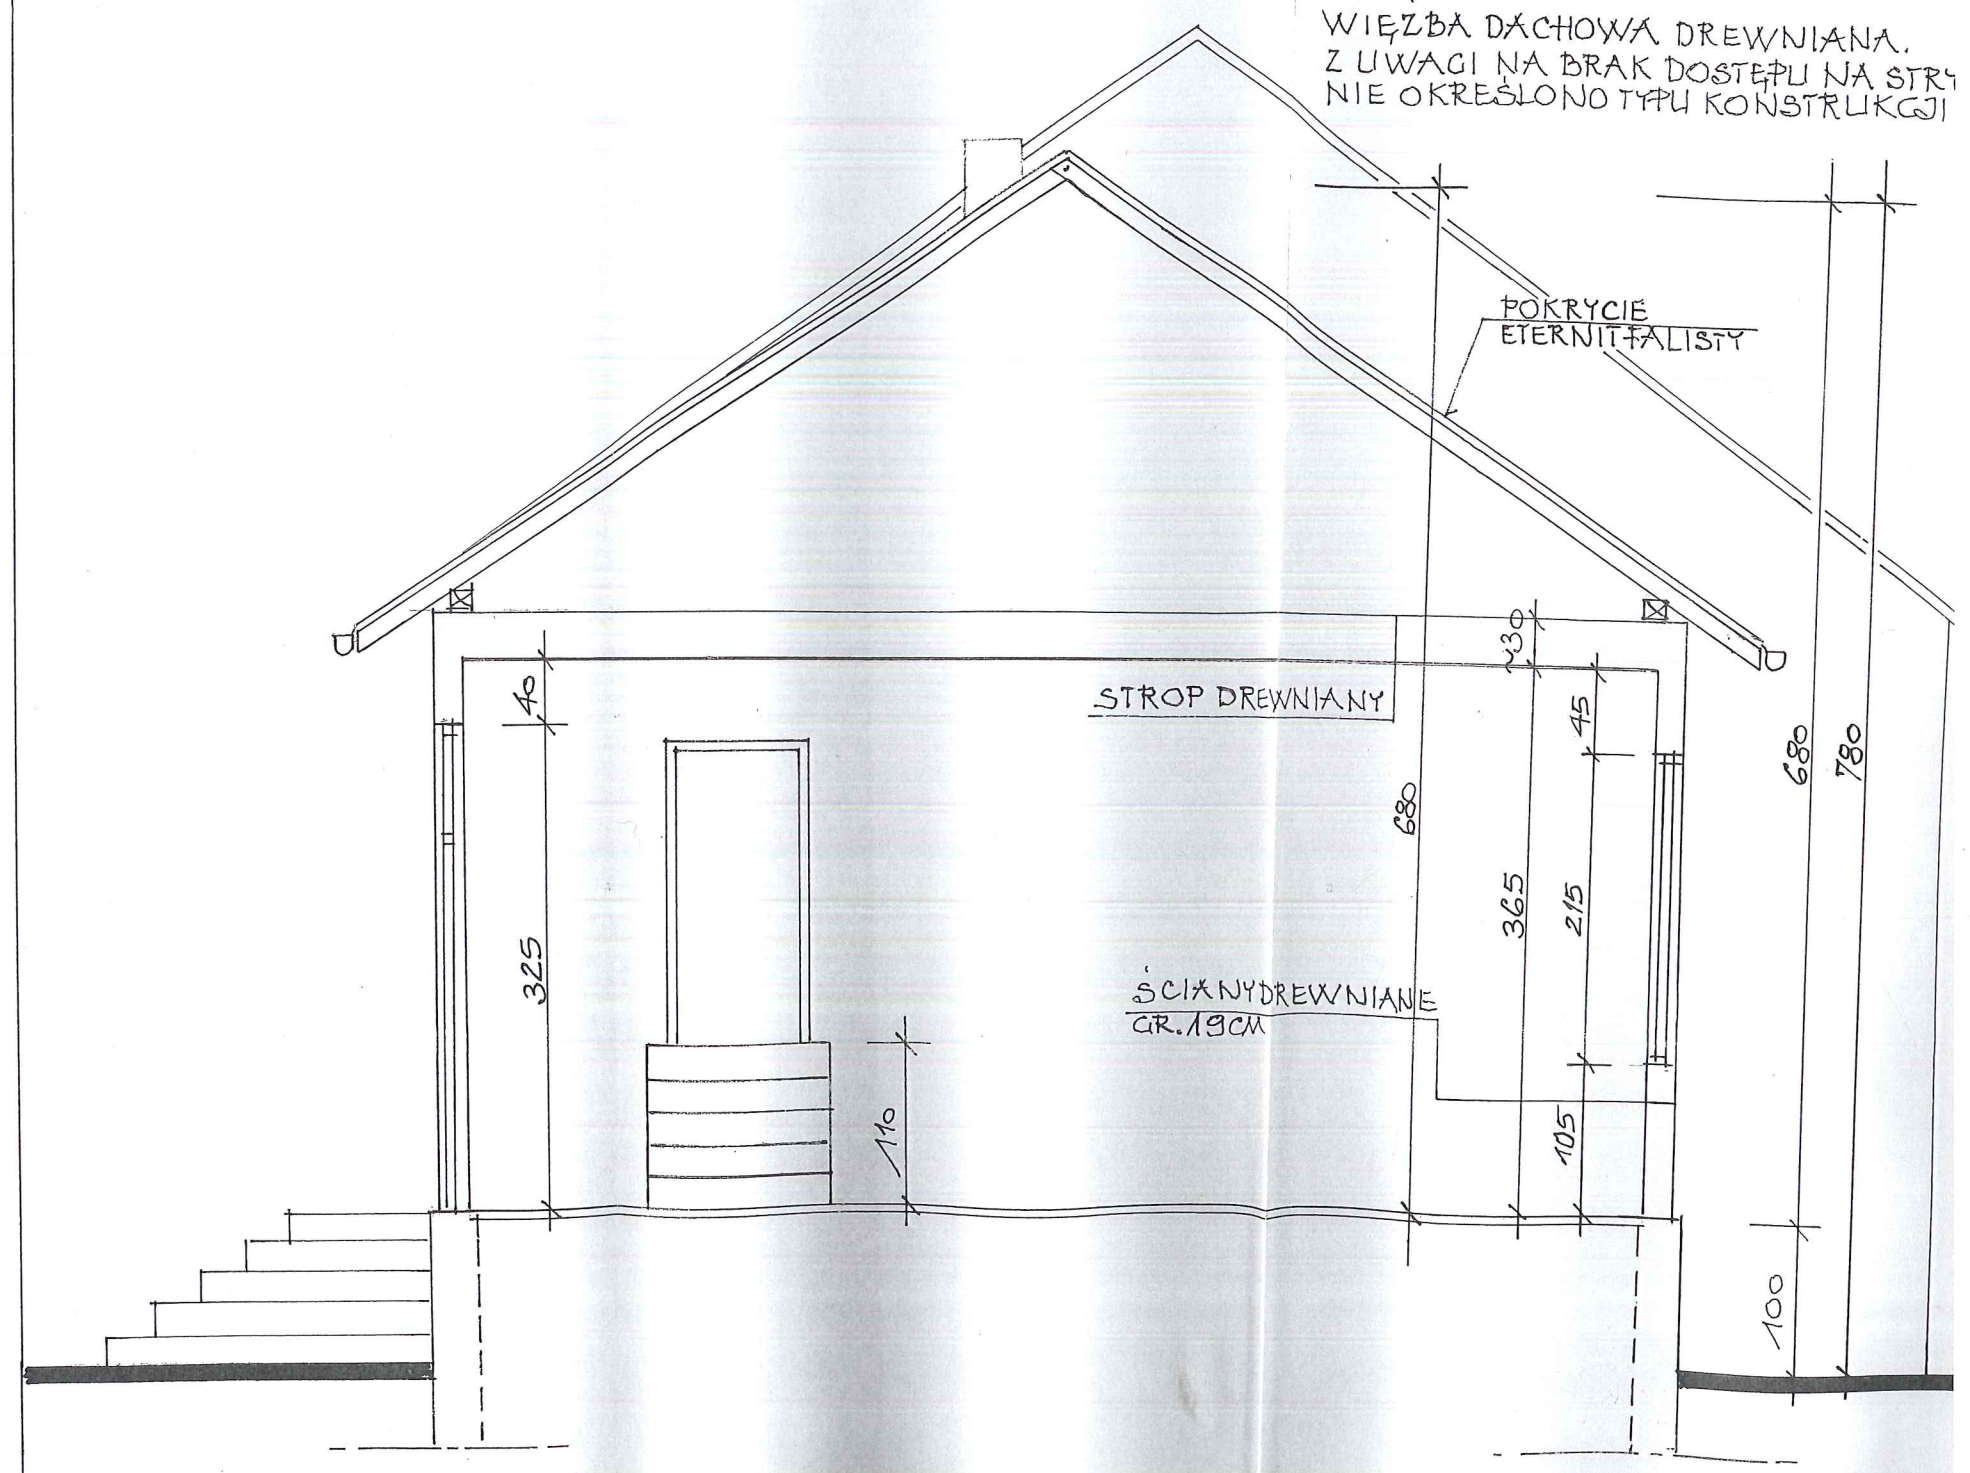 WIĘZBA DACHOWA DREWNIANA.
Z UWAGI NA BRAK DOSTĘPU NA STRY
NIE OKREŚLONO TYPU KONSTRUKCJI
POKRYCIE
ETERNIT FALISTY
~30
40
STROP DREWNIANY
45
680
780
680
365
215
325
ŚCIANY DREWNIANE
GR. 19CM
110
105
100